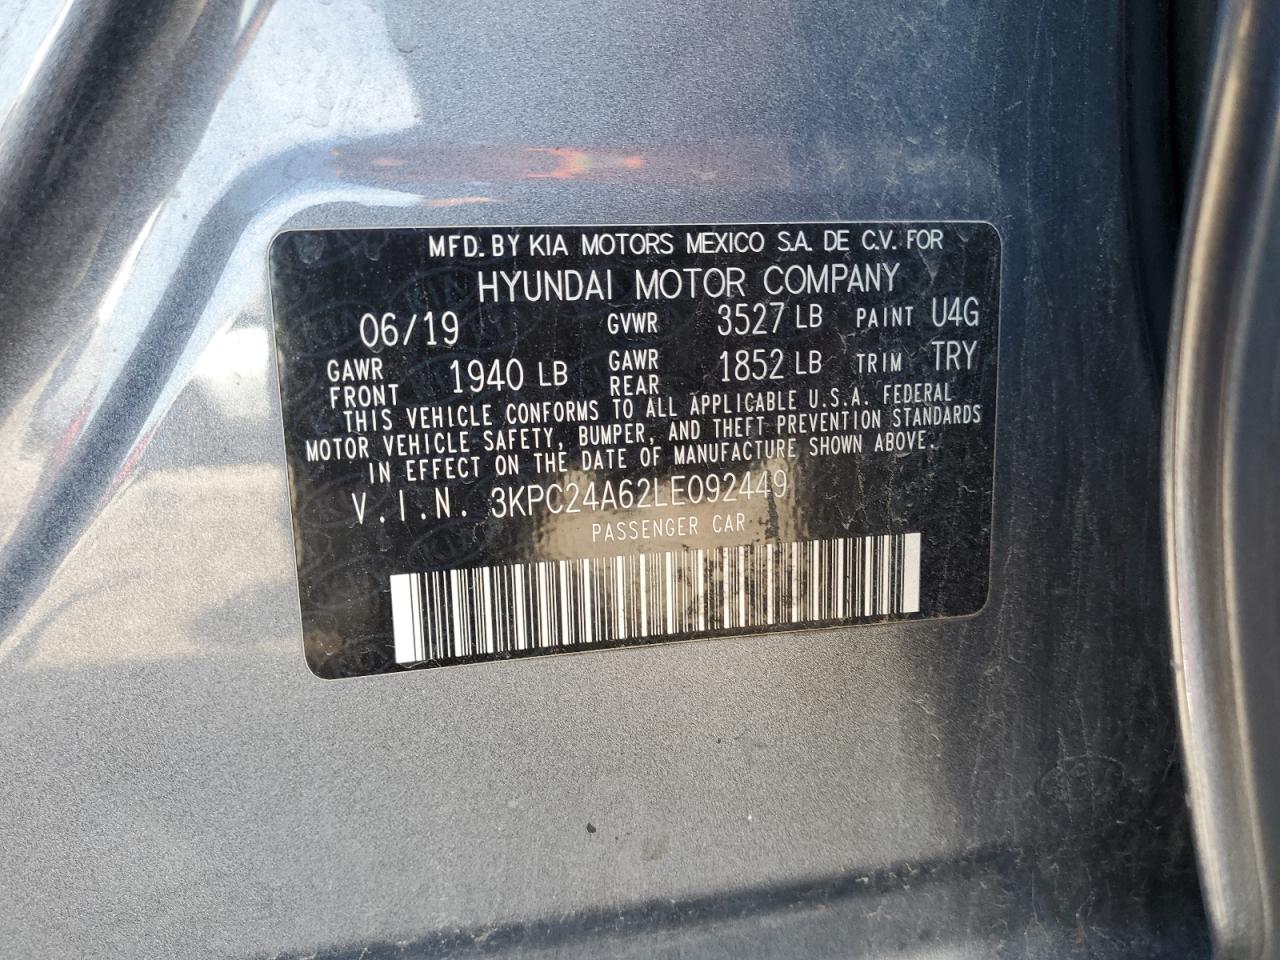 MFD. BY KIA MOTORS MEXICO S.A. DE C.V. FOR
HYUNDAI MOTOR COMPANY
06/19 GVWR 3527 LB PAINT U4G
GAWR FRONT 1940 LB GAWR REAR 1852 LB TRIM TRY
THIS VEHICLE CONFORMS TO ALL APPLICABLE U.S.A. FEDERAL
MOTOR VEHICLE SAFETY, BUMPER, AND THEFT PREVENTION STANDARDS
IN EFFECT ON THE DATE OF MANUFACTURE SHOWN ABOVE.
V.I.N. 3KPC24A62LE092449
PASSENGER CAR